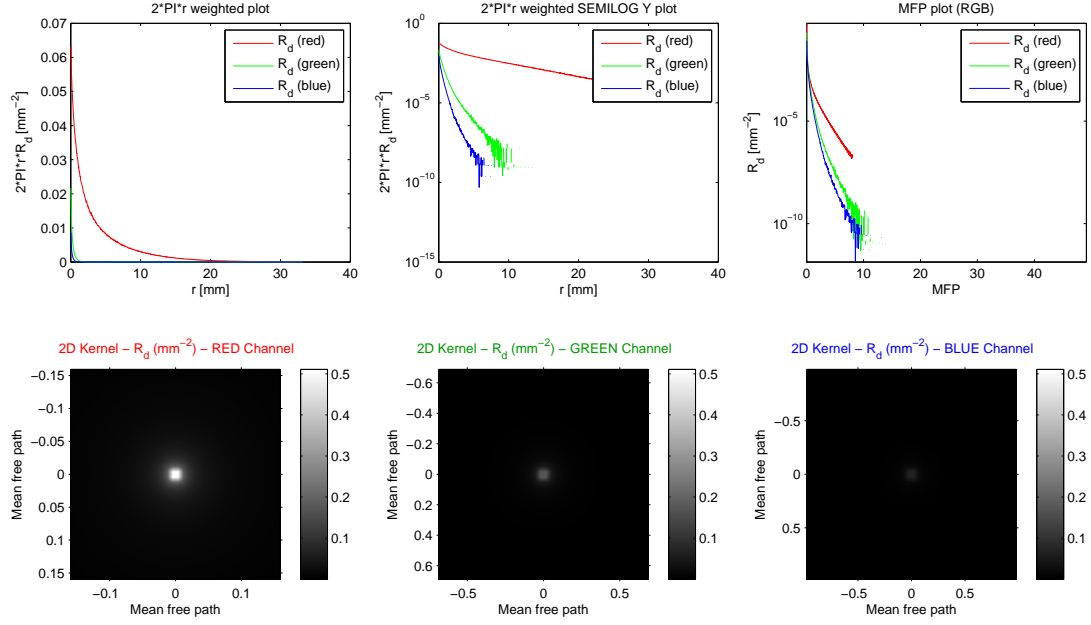 2*PI*r weighted plot
0.07
0.06
0.05
0.04
0.03
0.02
0.01
0
2*PI*r*R_d [mm^−2]
0 10 20 30 40
r [mm]
R_d (red)
R_d (green)
R_d (blue)
2*PI*r weighted SEMILOG Y plot
10^0
10^−5
10^−10
10^−15
2*PI*r*R_d [mm^−2]
0 10 20 30 40
r [mm]
R_d (red)
R_d (green)
R_d (blue)
MFP plot (RGB)
10^−5
10^−10
R_d [mm^−2]
0 10 20 30 40
MFP
R_d (red)
R_d (green)
R_d (blue)
2D Kernel − R_d (mm^−2) − RED Channel
−0.15
−0.1
−0.05
0
0.05
0.1
0.15
Mean free path
−0.1 0 0.1
Mean free path
0.5
0.4
0.3
0.2
0.1
2D Kernel − R_d (mm^−2) − GREEN Channel
−0.6
−0.4
−0.2
0
0.2
0.4
0.6
Mean free path
−0.5 0 0.5
Mean free path
0.5
0.4
0.3
0.2
0.1
2D Kernel − R_d (mm^−2) − BLUE Channel
−0.5
0
0.5
Mean free path
−0.5 0 0.5
Mean free path
0.5
0.4
0.3
0.2
0.1